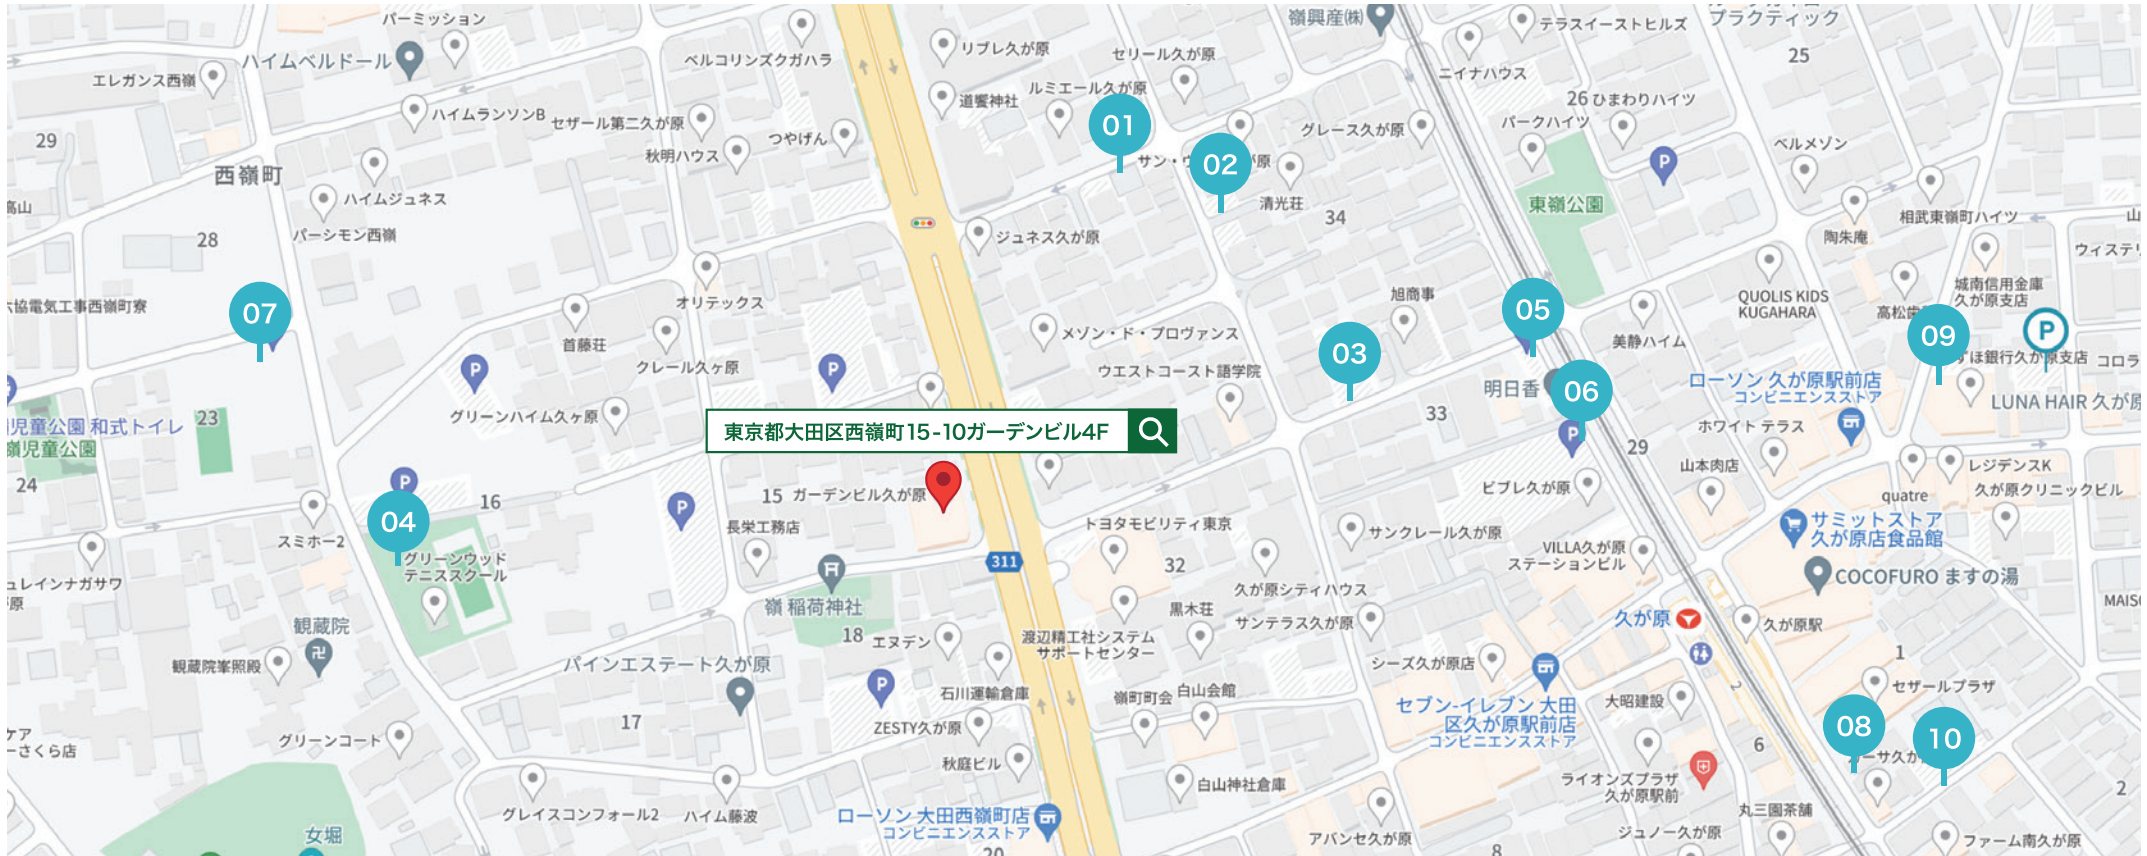 パーミッション
ハイムベルドール
エレガンス西嶺
ベルコリンズクガハラ
リブレ久が原
セリール久が原
嶺興産㈱
テラスイーストヒルズ
プラクティック
25
ニイナハウス
ハイムランソンB
セザール第二久が原
道饗神社
ルミエール久が原
01
26
ひまわりハイツ
29
つやげん
グレース久が原
パークハイツ
ベルメゾン
西嶺町
秋明ハウス
02
P
ハイムジュネス
清光荘
34
東嶺公園
高山
パーシモン西嶺
28
ジュネス久が原
相武東嶺町ハイツ
陶朱庵
オリテックス
旭商事
05
QUOLIS KIDS
KUGAHARA
城南信用金庫
久が原支店
07
首藤荘
メゾン・ド・プロヴァンス
美静ハイム
09
P
03
クレール久ヶ原
P
P
ウエストコースト語学院
明日香
06
ローソン 久が原駅前店
コンビニエンスストア
コロラ
LUNA HAIR 久が原
グリーンハイム久ヶ原
23
児童公園 和式トイレ
嶺児童公園
東京都大田区西嶺町15-10ガーデンビル4F
33
P
29
ホワイト テラス
山本肉店
レジデンスK
24
P
16
P
15
ガーデンビル久が原
ビブレ久が原
quatre
久が原クリニックビル
04
長栄工務店
スミホー2
トヨタモビリティ東京
サンクレール久が原
サミットストア
久が原店食品館
グリーンウッド
テニススクール
311
32
VILLA久が原
ステーションビル
COCOFURO ますの湯
久が原シティハウス
嶺 稲荷神社
黒木荘
観蔵院
サンテラス久が原
久が原
久が原駅
18
エヌデン
渡辺精工社システム
サポートセンター
観蔵院峯照殿
パインエステート久が原
シーズ久が原店
1
P
石川運輸倉庫
嶺町町会
白山会館
セザールプラザ
大昭建設
セブン-イレブン 大田
区久が原駅前店
コンビニエンスストア
17
ZESTY久が原
08
10
グリーンコート
ケア
ーさくら店
秋庭ビル
6
白山神社倉庫
ライオンズプラザ
久が原駅前
2
グレイスコンフォール2
ハイム藤波
ローソン 大田西嶺町店
コンビニエンスストア
丸三園茶舗
女堀
アバンセ久が原
ジュノー久が原
ファーム南久が原
20
8